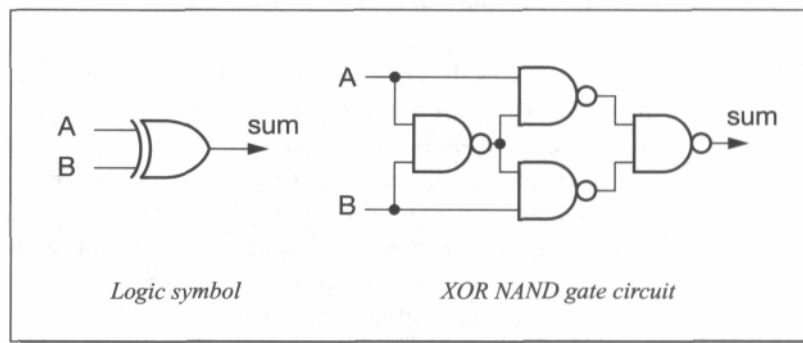 A
B
sum
Logic symbol
A
B
sum
XOR NAND gate circuit